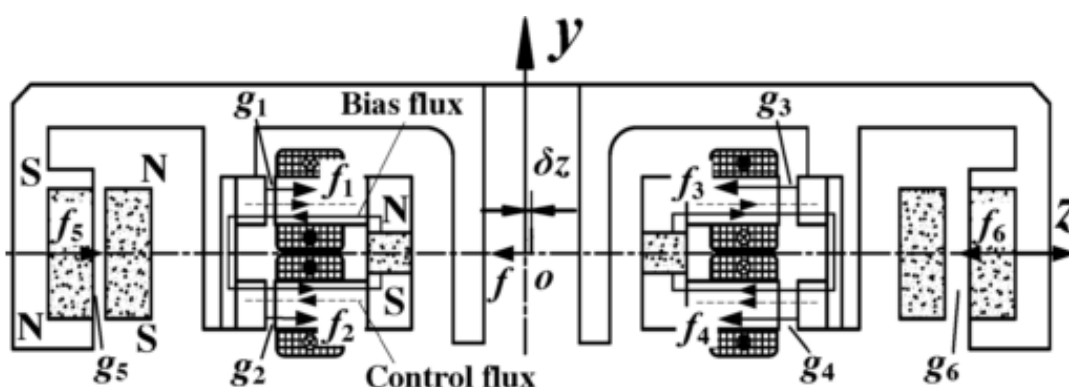 y
g1
Bias flux
g3
S
N
f1
δz
f3
N
f5
f
o
f6
z
N
S
g5
S
g2
f2
Control flux
f4
g4
g6